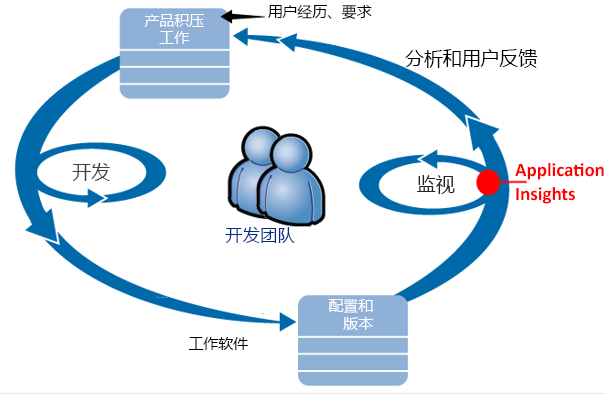 用户经历、要求
产品积压
工作
分析和用户反馈
开发
监视
Application
Insights
开发团队
配置和
版本
工作软件